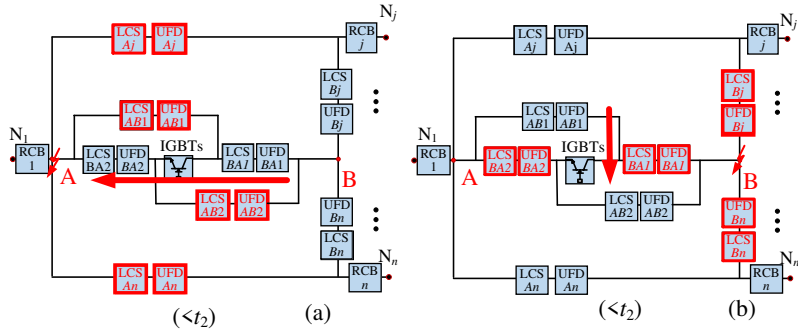 LCS Aj UFD Aj
RCB j
Nj
LCS Bj
UFD Bj
LCS AB1 UFD AB1
N1
RCB 1
A
LCS BA2 UFD BA2
IGBTs
LCS BA1 UFD BA1
B
LCS AB2 UFD AB2
UFD Bn
LCS Bn
LCS An UFD An
RCB n
Nn
(<t2)
(a)
LCS Aj UFD Aj
RCB j
Nj
LCS Bj
UFD Bj
LCS AB1 UFD AB1
N1
RCB 1
A
LCS BA2 UFD BA2
IGBTs
LCS BA1 UFD BA1
B
LCS AB2 UFD AB2
UFD Bn
LCS Bn
LCS An UFD An
RCB n
Nn
(<t2)
(b)